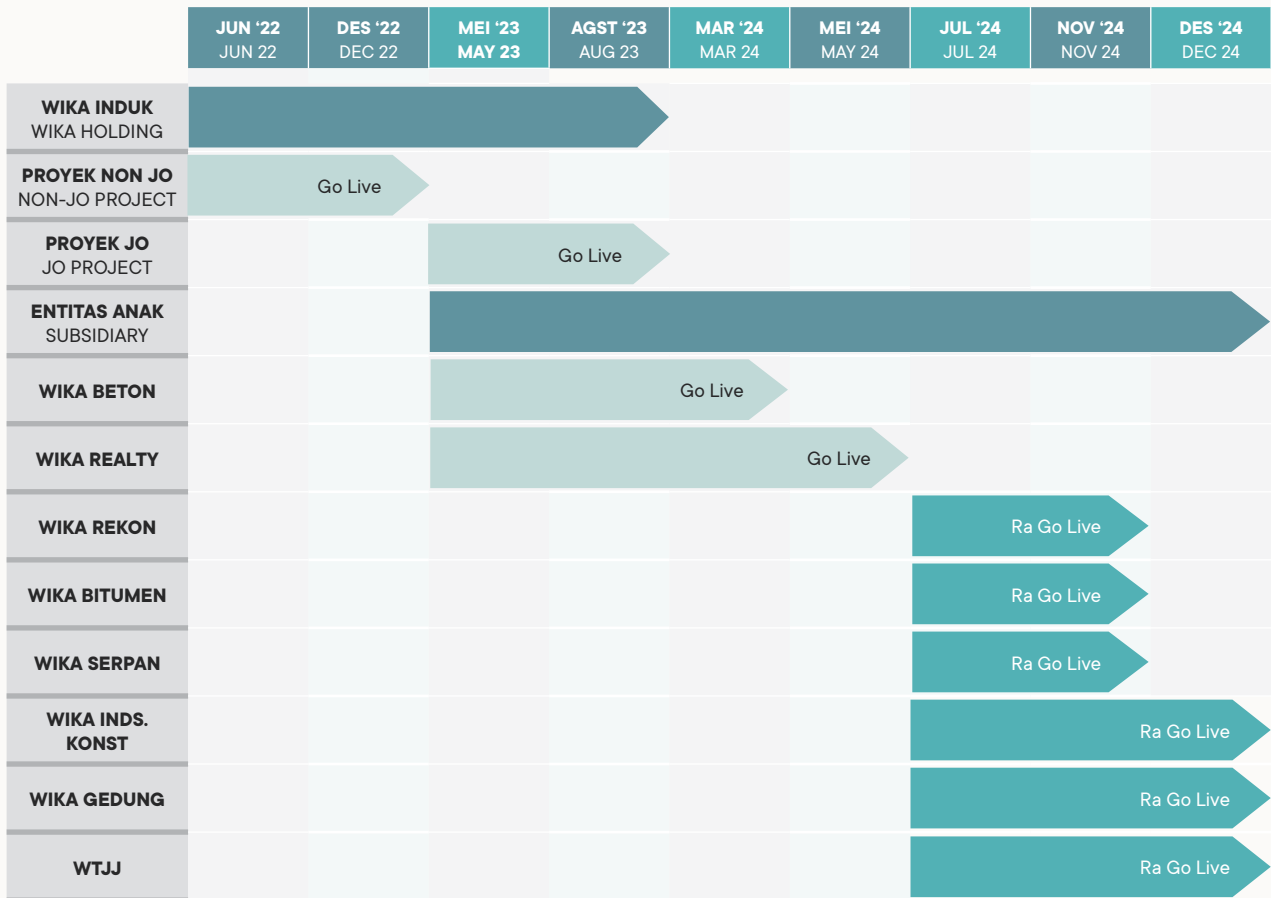 JUN ‘22
JUN 22
DES ‘22
DEC 22
MEI ‘23
MAY 23
AGST ‘23
AUG 23
MAR ‘24
MAR 24
MEI ‘24
MAY 24
JUL ‘24
JUL 24
NOV ‘24
NOV 24
DES ‘24
DEC 24
WIKA INDUK
WIKA HOLDING
PROYEK NON JO
NON-JO PROJECT
Go Live
PROYEK JO
JO PROJECT
Go Live
ENTITAS ANAK
SUBSIDIARY
WIKA BETON
Go Live
WIKA REALTY
Go Live
WIKA REKON
Ra Go Live
WIKA BITUMEN
Ra Go Live
WIKA SERPAN
Ra Go Live
WIKA INDS.
KONST
Ra Go Live
WIKA GEDUNG
Ra Go Live
WTJJ
Ra Go Live